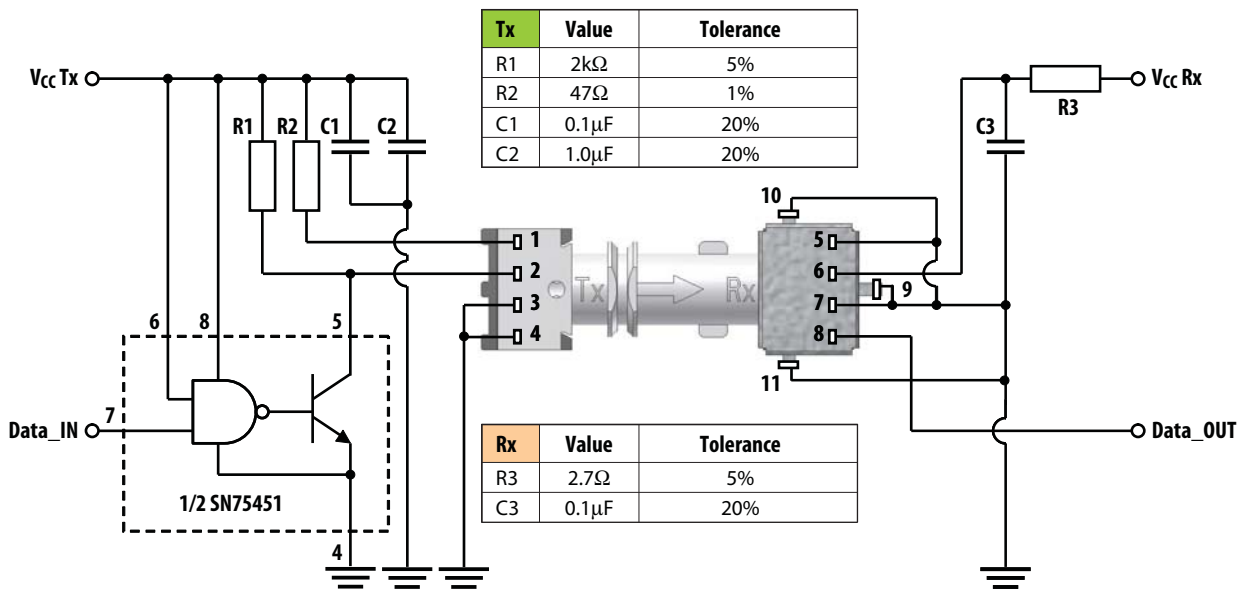 Tx Value Tolerance
R1 2kΩ 5%
R2 47Ω 1%
C1 0.1μF 20%
C2 1.0μF 20%
VCC Tx
VCC Rx
R3
R1 R2 C1 C2
C3
10
1
2
3
4
Tx
Rx
5
6
7
8
9
11
6 8 5
7
Data_IN
Data_OUT
1/2 SN75451
4
Rx Value Tolerance
R3 2.7Ω 5%
C3 0.1μF 20%